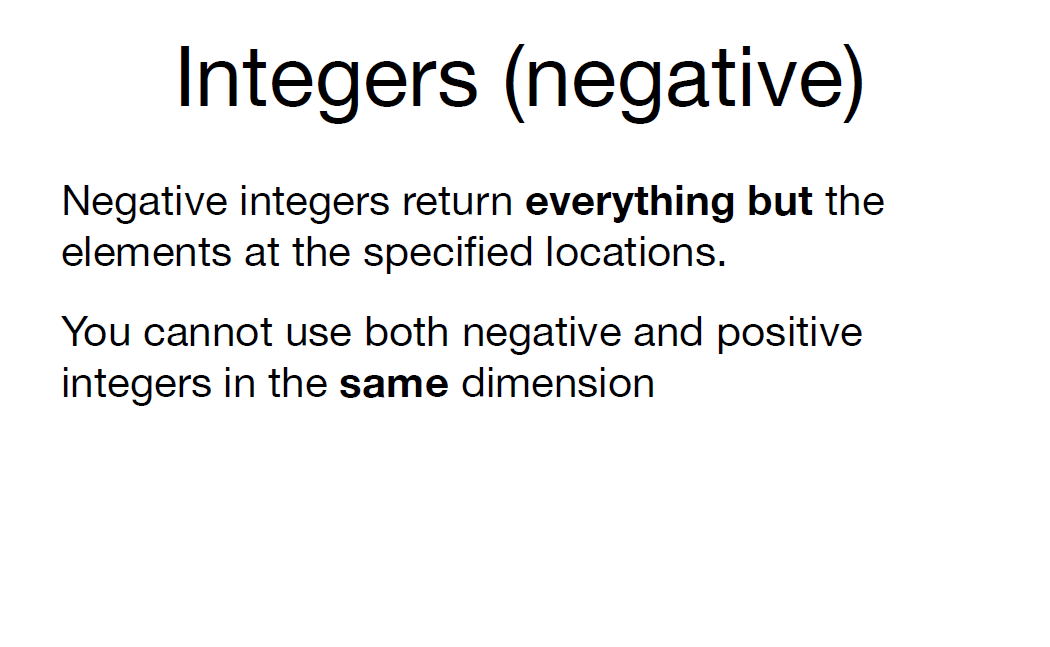 Integers (negative)
Negative integers return everything but the
elements at the specified locations.
You cannot use both negative and positive
integers in the same dimension